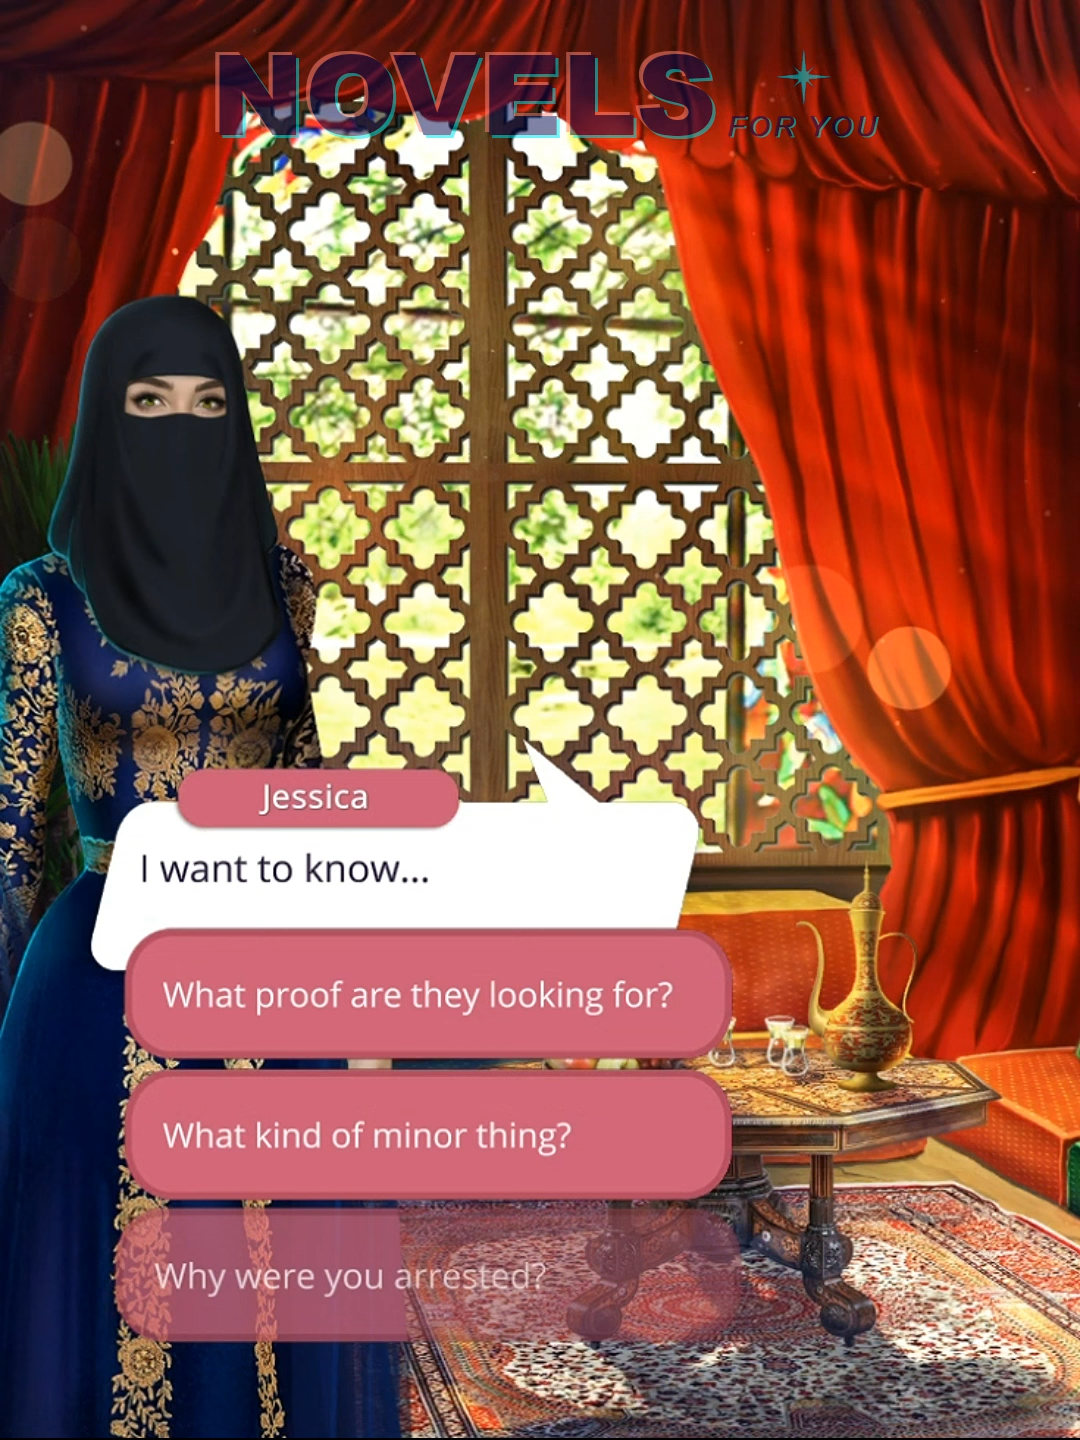 NOVELS
FOR YOU
Jessica
I want to know...
What proof are they looking for?
What kind of minor thing?
Why were you arrested?